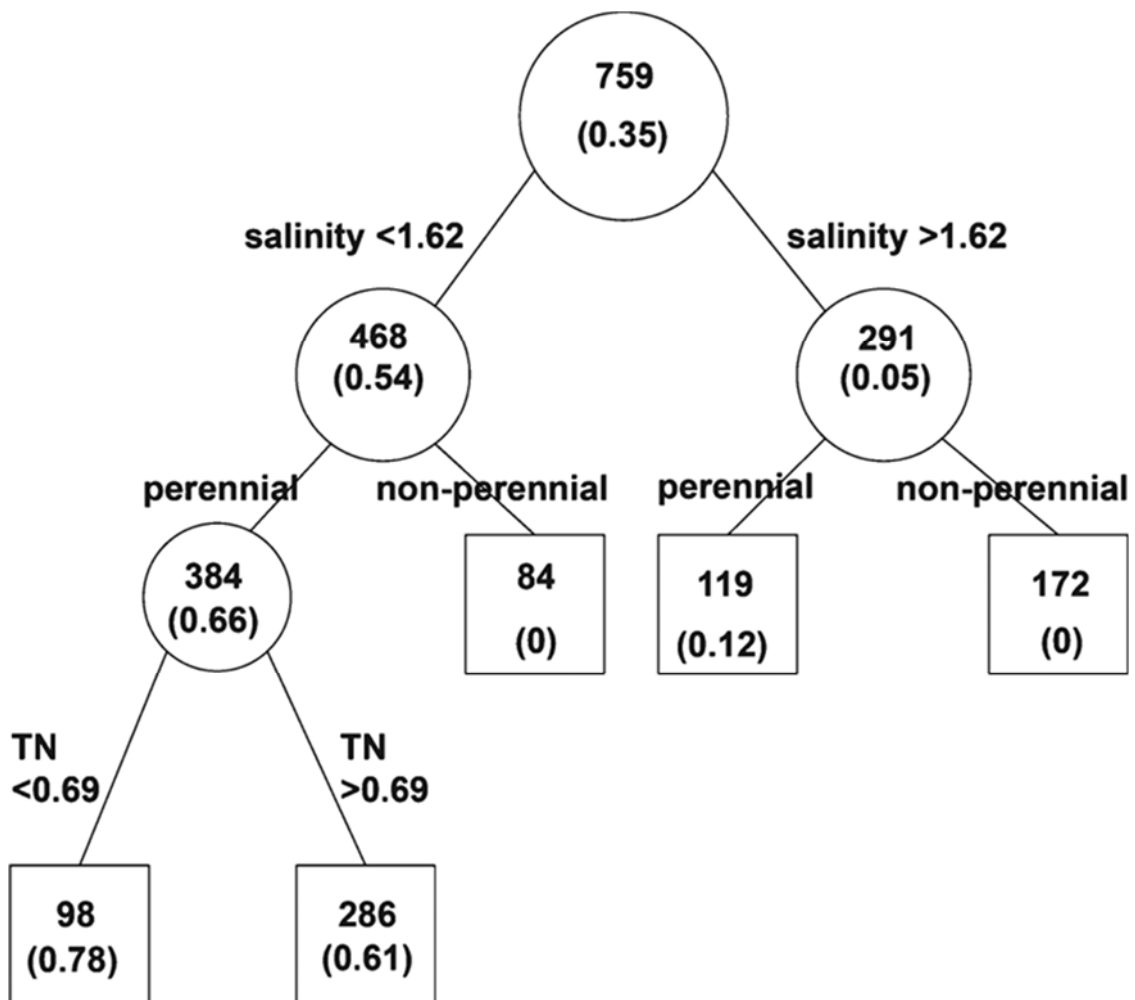 759
(0.35)
salinity <1.62
salinity >1.62
468
(0.54)
291
(0.05)
perennial
non-perennial
perennial
non-perennial
384
(0.66)
84
(0)
119
(0.12)
172
(0)
TN
<0.69
TN
>0.69
98
(0.78)
286
(0.61)